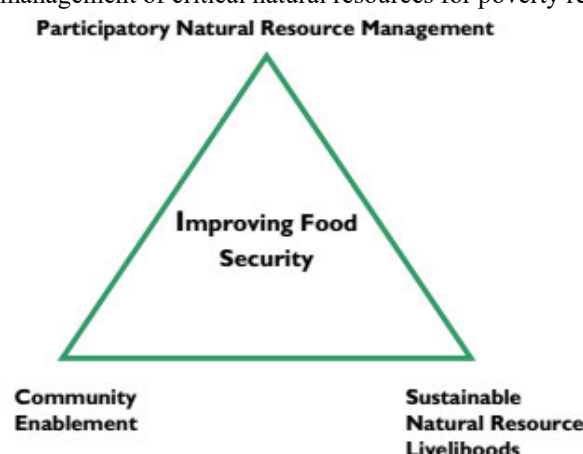 management of critical natural resources for poverty
Participatory Natural Resource Management
Improving Food
Security
Community
Enablement
Sustainable
Natural Resource
Livelihoods